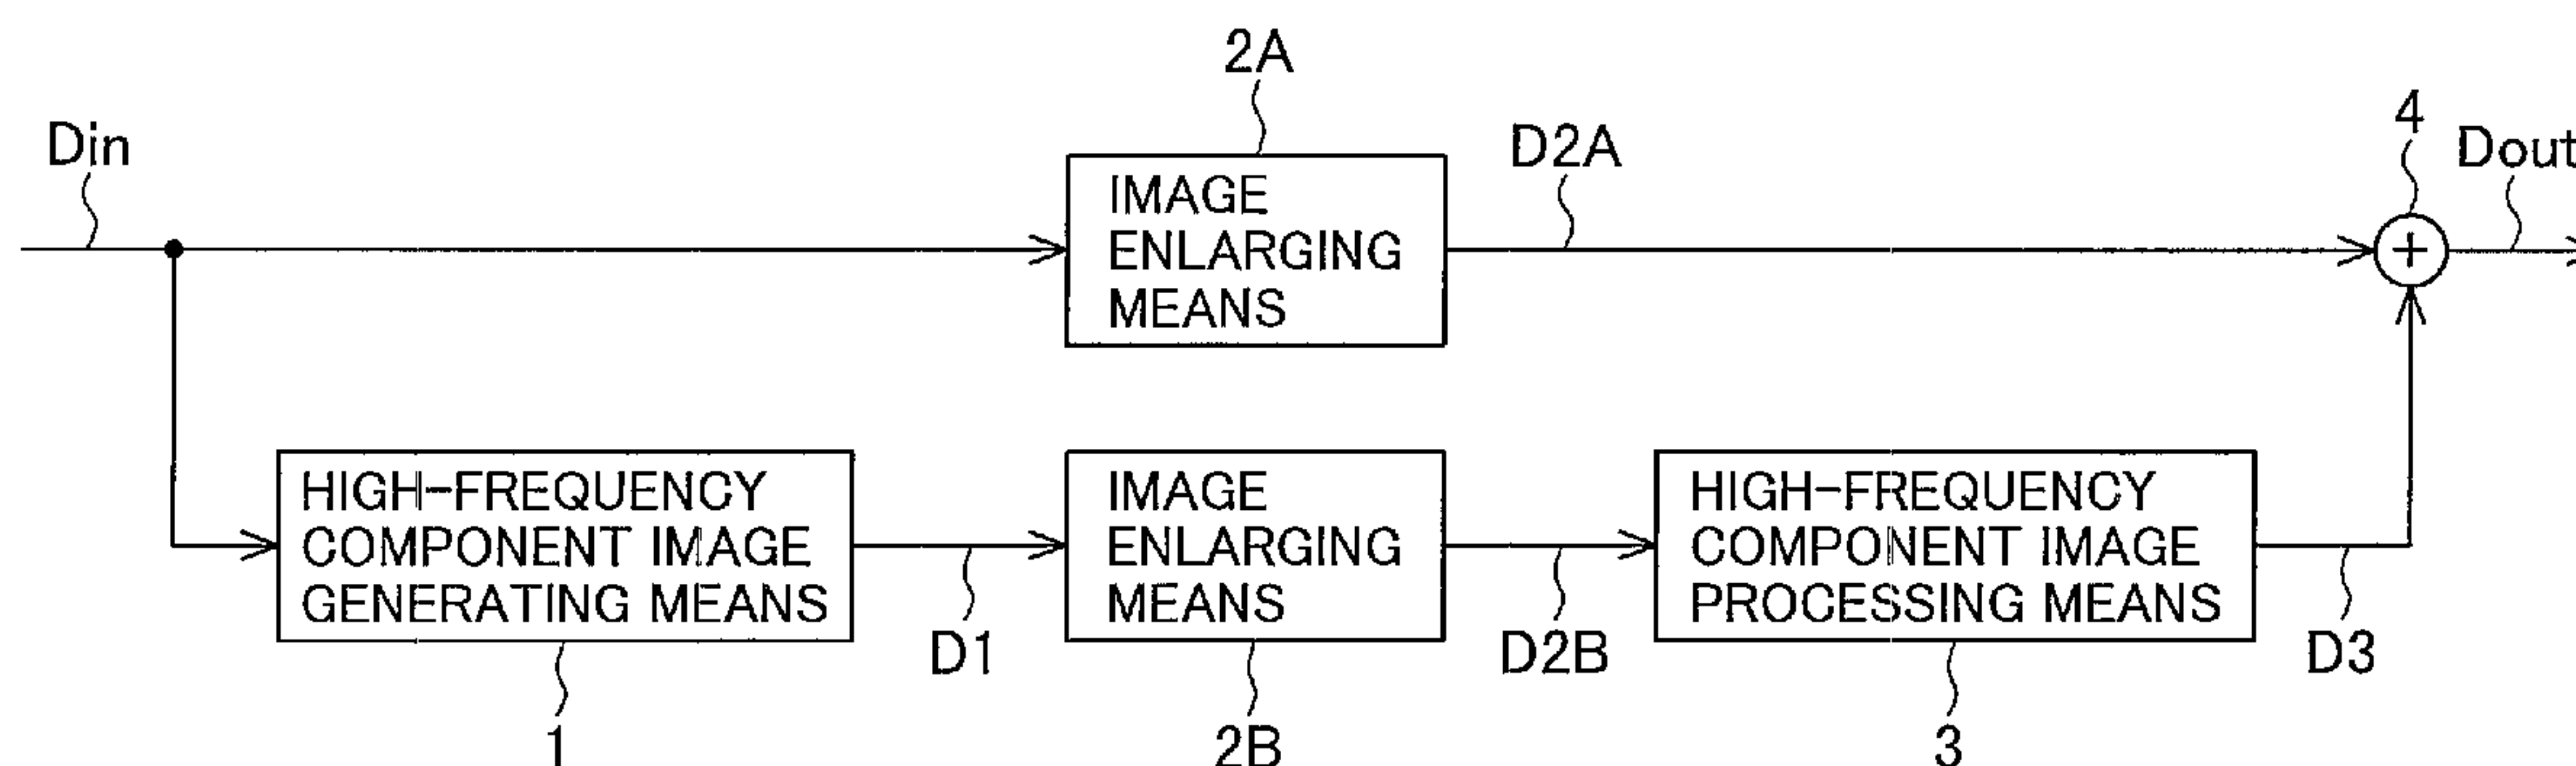 2A
4
Din
D2A
Dout
IMAGE
ENLARGING
MEANS
+
HIGH-FREQUENCY
COMPONENT IMAGE
GENERATING MEANS
IMAGE
ENLARGING
MEANS
HIGH-FREQUENCY
COMPONENT IMAGE
PROCESSING MEANS
D1
D2B
D3
1
2B
3